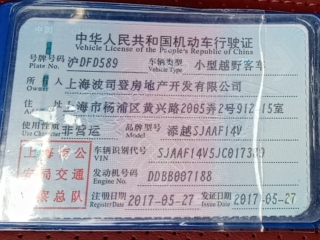 中华人民共和国机动车行驶证
Vehicle License of the People's Republic of China
号牌号码 沪DFD589 车辆类型 小型越野客车
Plate No. Vehicle Type
所有人 上海波司登房地产开发有限公司
Owner
住址 上海市杨浦区黄兴路2005弄2号912-15室
Address
使用性质 非营运 品牌型号 添越SJAAF14V
Use Character Model
上海市公 车辆识别代号 SJAAF14V5JC017389
VIN
安局交通 发动机号码 DDBB007188
Engine No.
警察总队 注册日期 2017-05-27 发证日期 2017-05-27
Register Date Issue Date